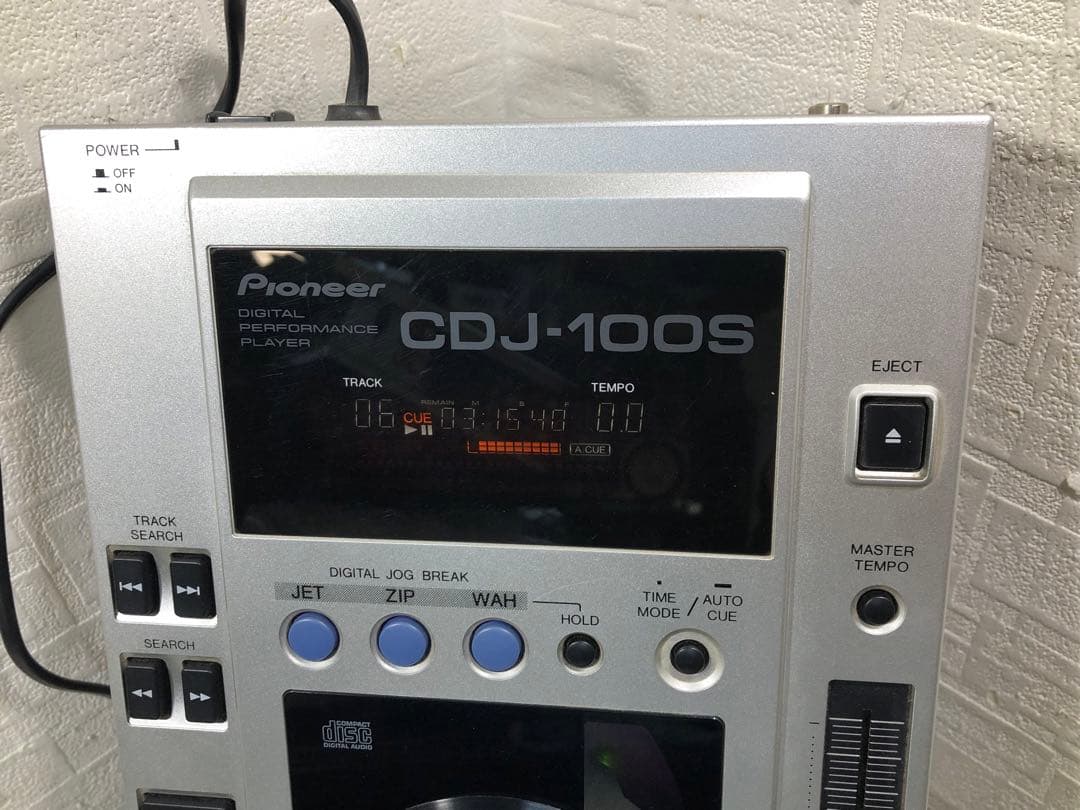 POWER
OFF
ON
Pioneer
DIGITAL
PERFORMANCE
PLAYER
CDJ-100S
TRACK
TEMPO
REMAIN M S F
06 CUE 03:15 40 0.0
A.CUE
EJECT
TRACK
SEARCH
MASTER
TEMPO
DIGITAL JOG BREAK
JET ZIP WAH
HOLD
TIME
MODE / AUTO
CUE
SEARCH
COMPACT
disc
DIGITAL AUDIO